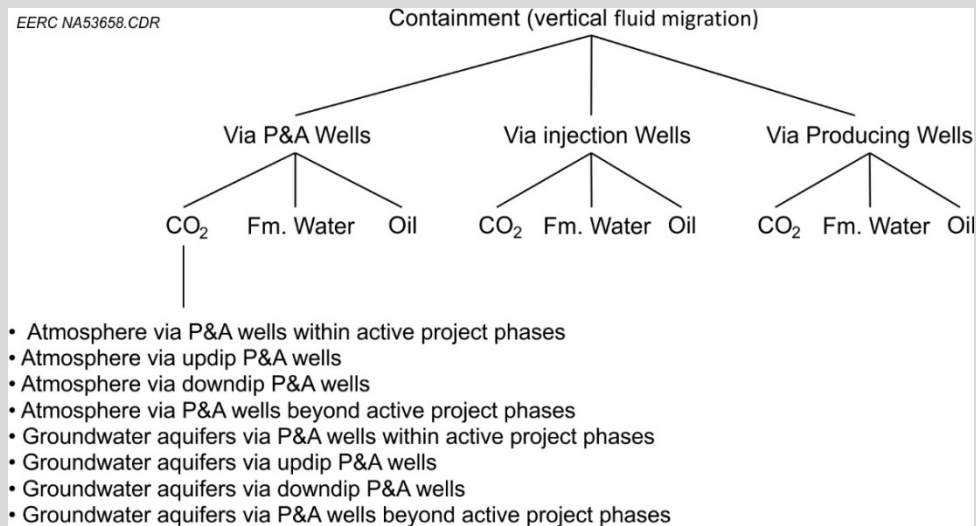 EERC NA53658.CDR
Containment (vertical fluid migration)
Via P&A Wells Via injection Wells Via Producing Wells
CO₂ Fm. Water Oil CO₂ Fm. Water Oil CO₂ Fm. Water Oil
• Atmosphere via P&A wells within active project phases
• Atmosphere via updip P&A wells
• Atmosphere via downdip P&A wells
• Atmosphere via P&A wells beyond active project phases
• Groundwater aquifers via P&A wells within active project phases
• Groundwater aquifers via updip P&A wells
• Groundwater aquifers via downdip P&A wells
• Groundwater aquifers via P&A wells beyond active project phases